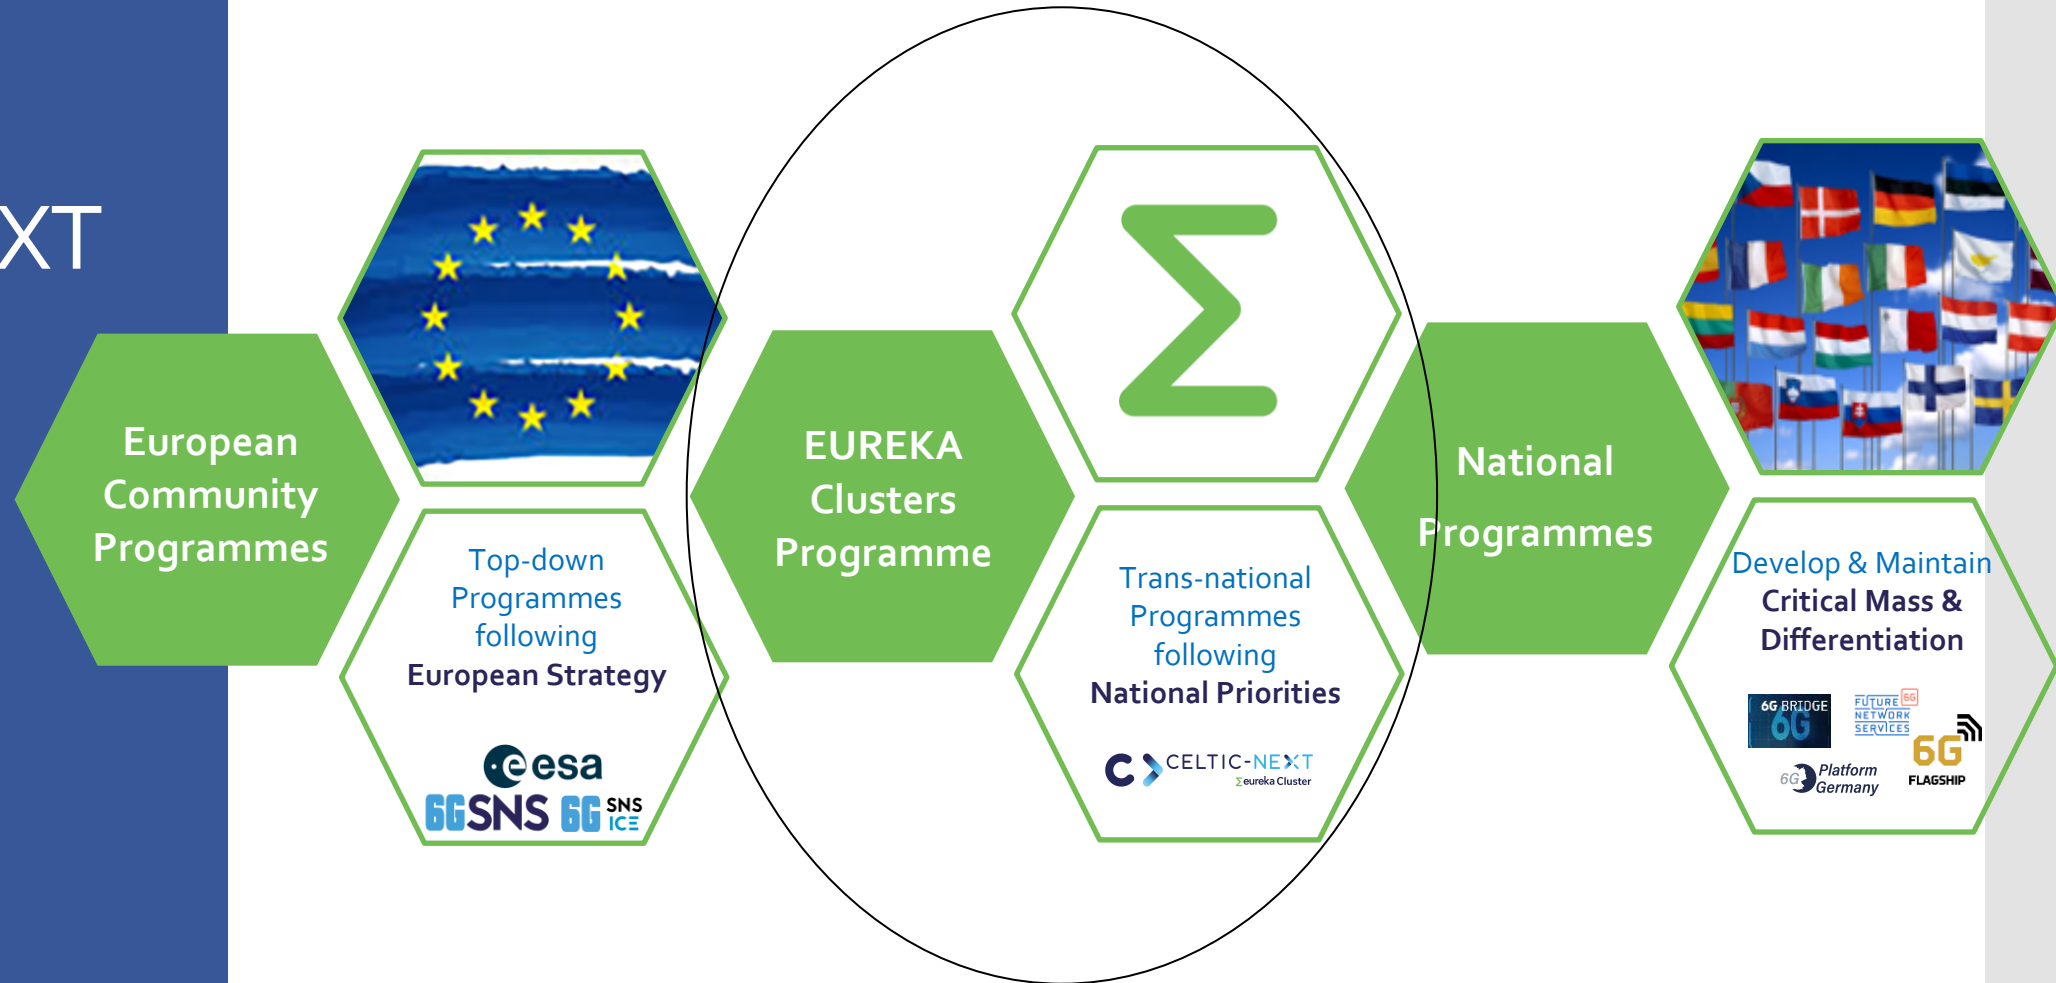 XT
European
Community
Programmes
Top-down
Programmes
following
European Strategy
esa
6GSNS 6G SNS
ICE
EUREKA
Clusters
Programme
Trans-national
Programmes
following
National Priorities
CELTIC-NEXT
Σeureka Cluster
National
Programmes
Develop & Maintain
Critical Mass &
Differentiation
6G BRIDGE
6G
FUTURE 6G
NETWORK
SERVICES
6G
FLAGSHIP
6G Platform
Germany